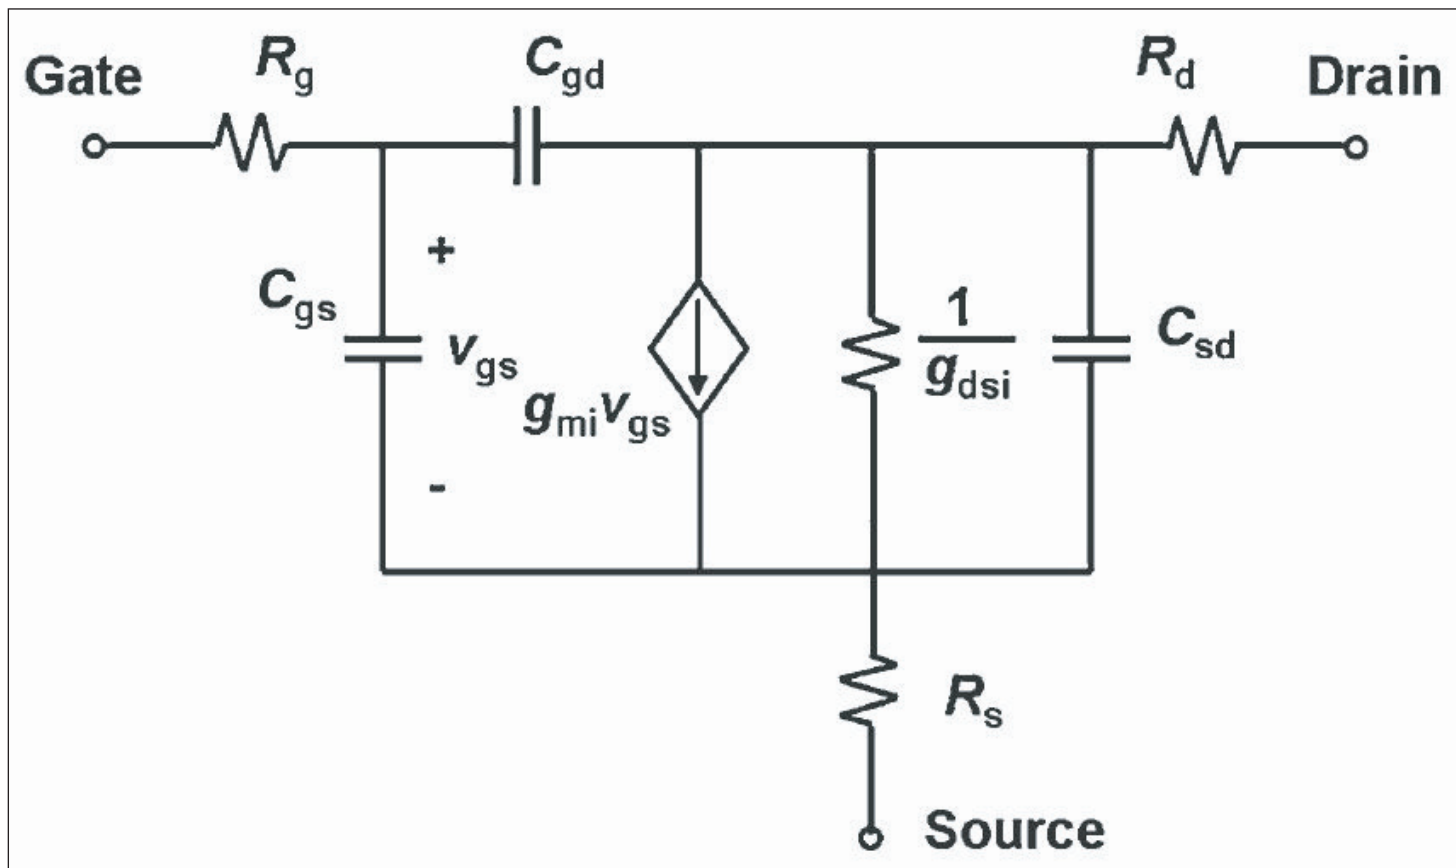 Gate
Rg
Cgd
Rd
Drain
+
Cgs
vgs
-
gmivgs
1
gdsi
Csd
Rs
Source